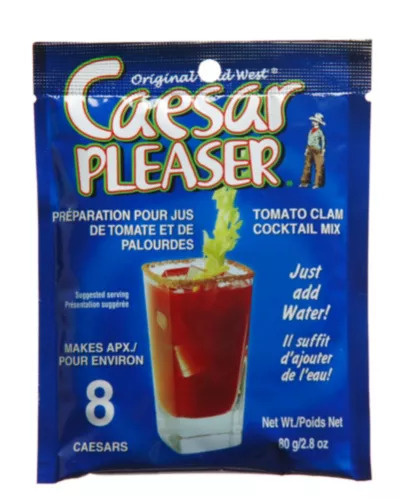 Original Wild West®
Caesar
PLEASER
PRÉPARATION POUR JUS
DE TOMATE ET DE
PALOURDES
TOMATO CLAM
COCKTAIL MIX
Suggested serving
Présentation suggérée
Just
add
Water!
MAKES APX./
POUR ENVIRON
8
CAESARS
Il suffit
d'ajouter
de l'eau!
Net Wt./Poids Net
80 g/2.8 oz